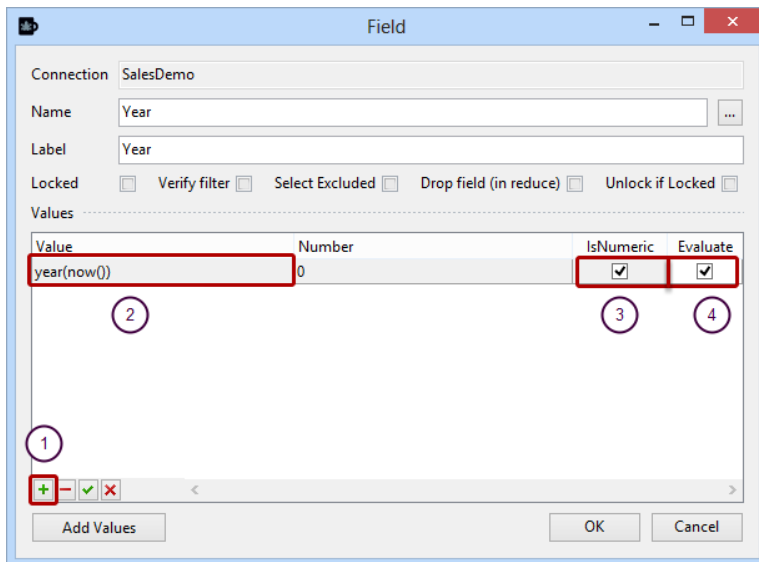 Field
Connection SalesDemo
Name Year ...
Label Year
Locked Verify filter Select Excluded Drop field (in reduce) Unlock if Locked
Values
Value Number IsNumeric Evaluate
year(now()) 0
2 3 4
1
Add Values OK Cancel